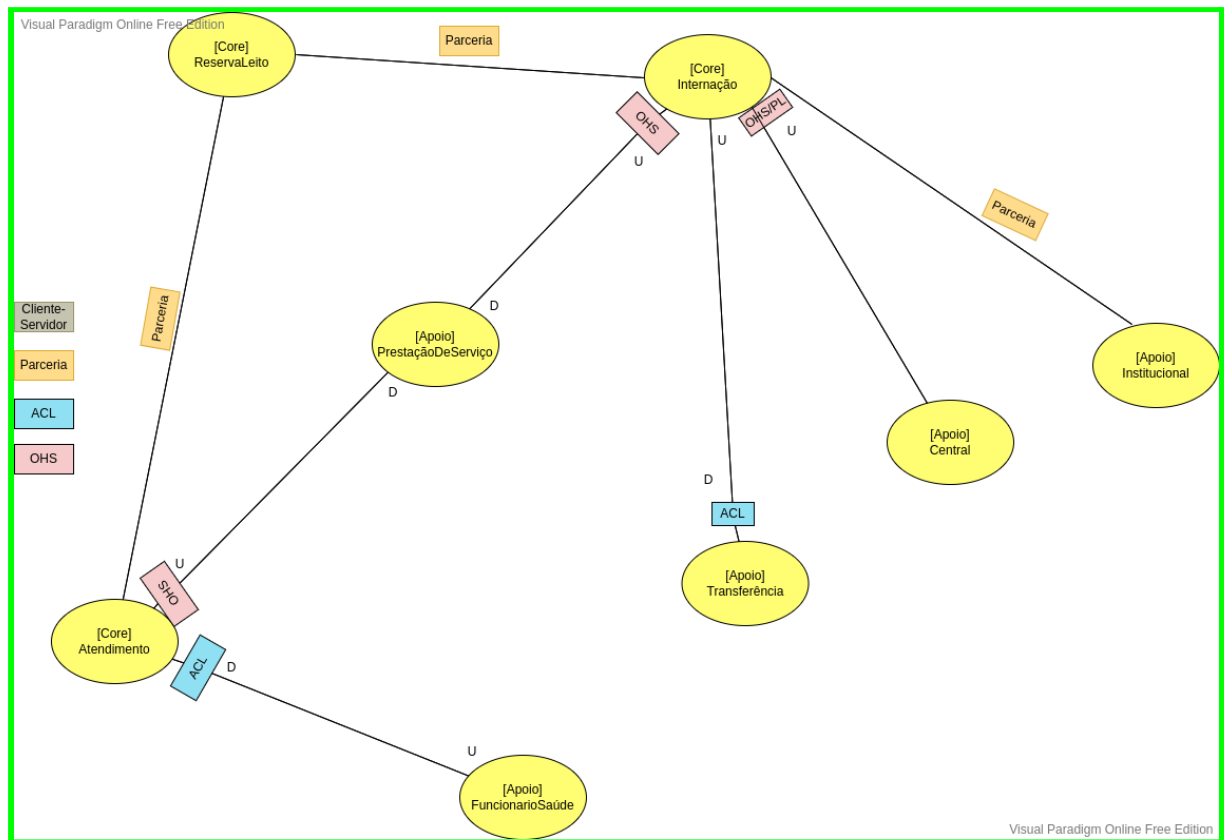 Visual Paradigm Online Free Edition
[Core]
ReservaLeito
Parceria
[Core]
Internação
OHS
U
U
OHS/PL
U
Parceria
Parceria
Cliente-
Servidor
Parceria
ACL
OHS
D
[Apoio]
PrestaçãoDeServiço
D
[Apoio]
Institucional
[Apoio]
Central
D
ACL
[Apoio]
Transferência
U
OHS
[Core]
Atendimento
ACL
D
U
[Apoio]
FuncionarioSaúde
Visual Paradigm Online Free Edition